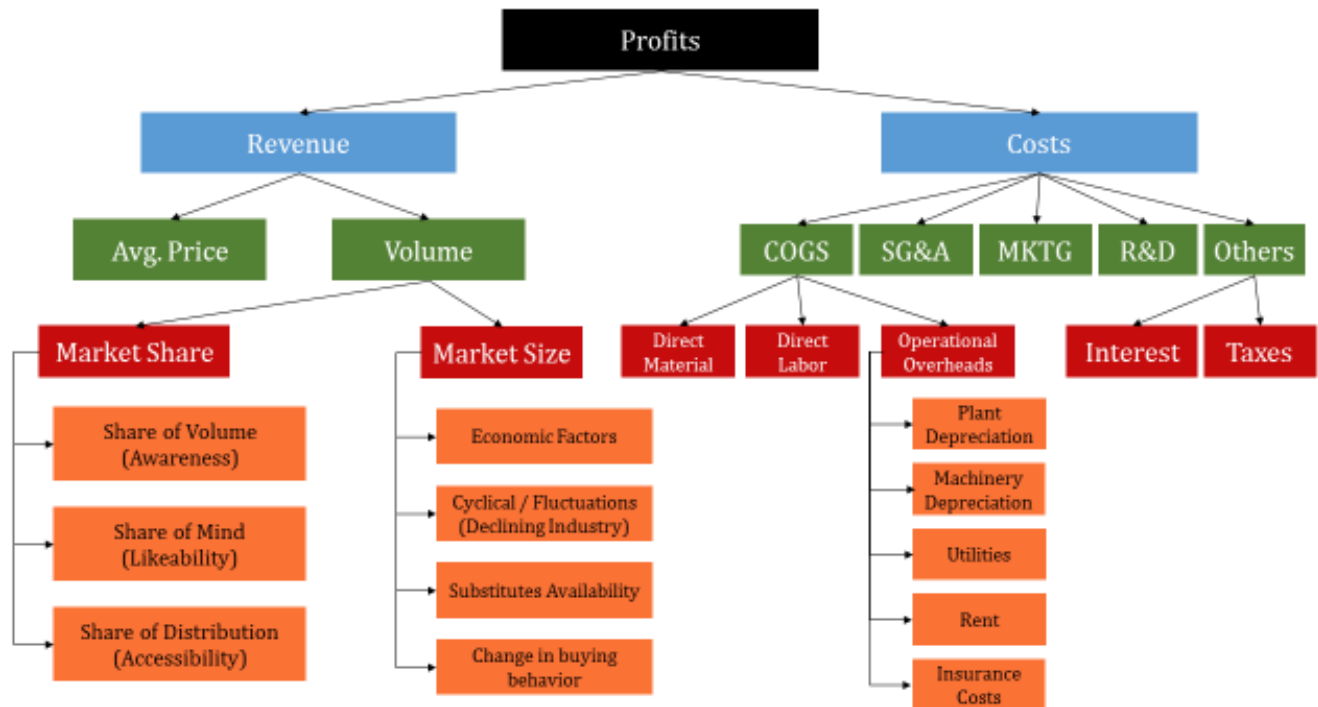 Profits
Revenue
Costs
Avg. Price
Volume
COGS
SG&A
MKTG
R&D
Others
Market Share
Market Size
Direct
Material
Direct
Labor
Operational
Overheads
Interest
Taxes
Share of Volume
(Awareness)
Share of Mind
(Likeability)
Share of Distribution
(Accessibility)
Economic Factors
Cyclical / Fluctuations
(Declining Industry)
Substitutes Availability
Change in buying
behavior
Plant
Depreciation
Machinery
Depreciation
Utilities
Rent
Insurance
Costs